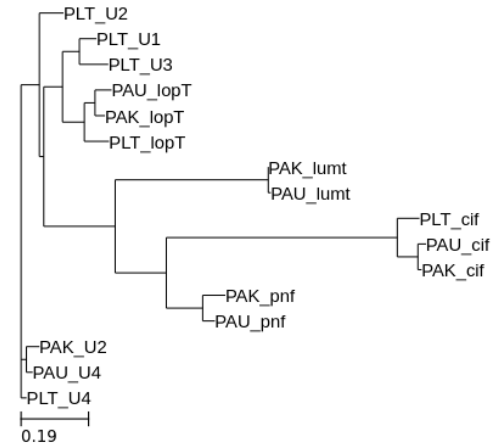 PLT_U2
PLT_U1
PLT_U3
PAU_lopT
PAK_lopT
PLT_lopT
PAK_lumt
PAU_lumt
PLT_cif
PAU_cif
PAK_cif
PAK_pnf
PAU_pnf
PAK_U2
PAU_U4
PLT_U4
0.19